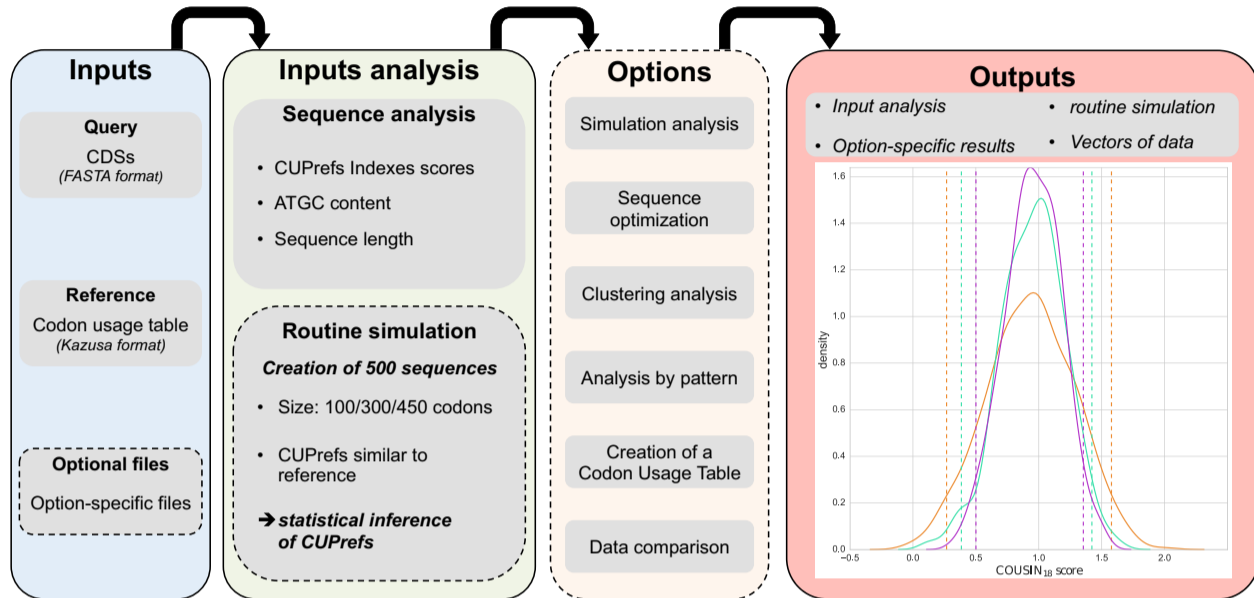 Inputs
Query
CDSs
(FASTA format)
Reference
Codon usage table
(Kazusa format)
Optional files
Option-specific files
Inputs analysis
Sequence analysis
• CUPrefs Indexes scores
• ATGC content
• Sequence length
Routine simulation
Creation of 500 sequences
• Size: 100/300/450 codons
• CUPrefs similar to
reference
➔ statistical inference
of CUPrefs
Options
Simulation analysis
Sequence
optimization
Clustering analysis
Analysis by pattern
Creation of a
Codon Usage Table
Data comparison
Outputs
• Input analysis
• routine simulation
• Option-specific results
• Vectors of data
1.6
1.4
1.2
1.0
0.8
0.6
0.4
0.2
0.0
density
−0.5
0.0
0.5
1.0
1.5
2.0
COUSIN18 score